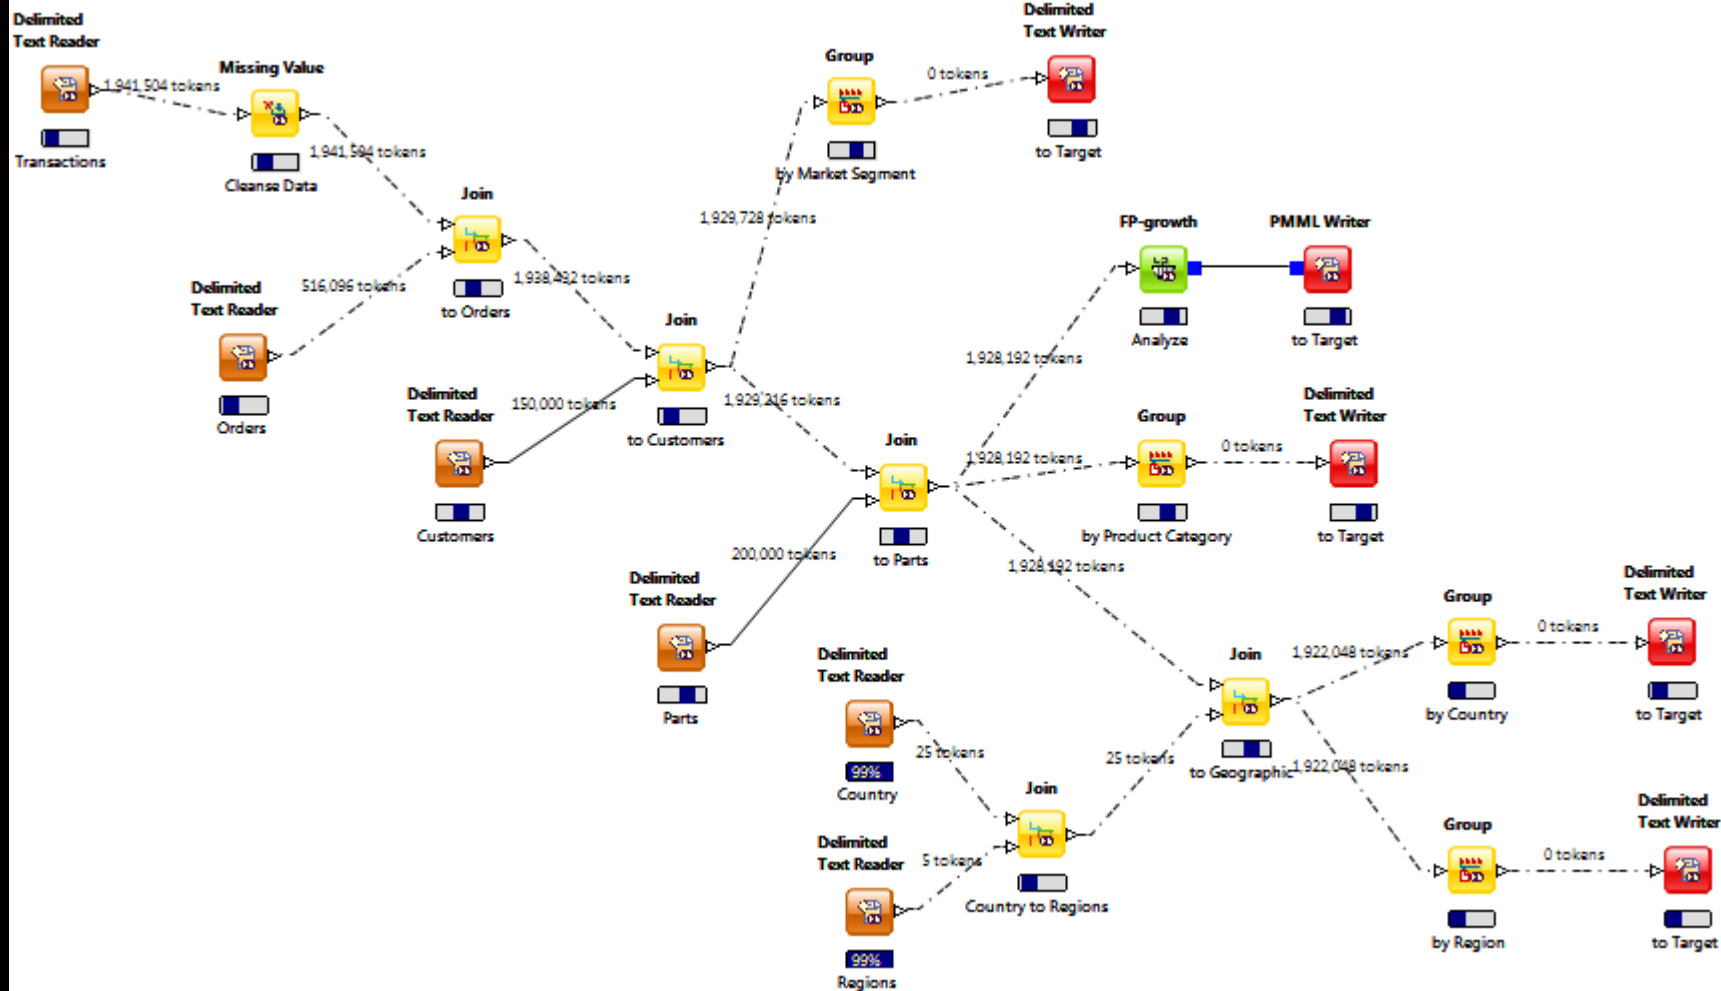 Delimited
Text Reader
1,941,504 tokens
Transactions
Missing Value
1,941,504 tokens
Cleanse Data
Join
to Orders
Delimited
Text Reader
516,096 tokens
Orders
1,938,432 tokens
Join
to Customers
Delimited
Text Reader
150,000 tokens
Customers
1,929,728 tokens
Group
by Market Segment
0 tokens
Delimited
Text Writer
to Target
1,929,216 tokens
Join
to Parts
Delimited
Text Reader
200,000 tokens
Parts
1,928,192 tokens
FP-growth
Analyze
PMML Writer
to Target
1,928,192 tokens
Group
by Product Category
0 tokens
Delimited
Text Writer
to Target
1,928,192 tokens
Join
to Geographic
Delimited
Text Reader
99%
Country
25 tokens
Delimited
Text Reader
99%
Regions
5 tokens
Join
Country to Regions
25 tokens
1,922,048 tokens
Group
by Country
0 tokens
Delimited
Text Writer
to Target
1,922,048 tokens
Group
by Region
0 tokens
Delimited
Text Writer
to Target